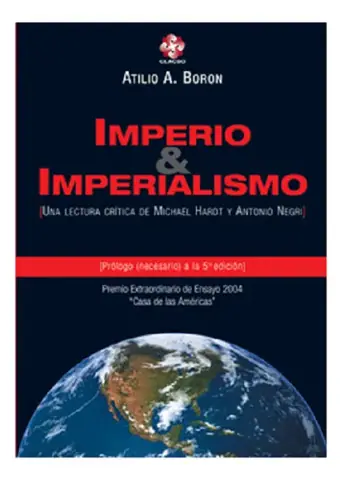 CLACSO
ATILIO A. BORON
IMPERIO
&
IMPERIALISMO
[UNA LECTURA CRÍTICA DE MICHAEL HARDT Y ANTONIO NEGRI]
[Prólogo (necesario) a la 5ª edición]
Premio Extraordinario de Ensayo 2004
"Casa de las Américas"